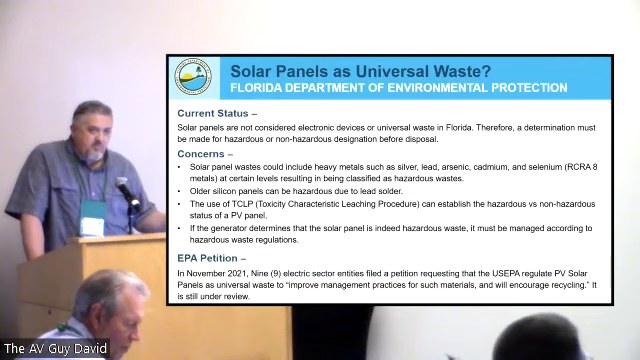 Solar Panels as Universal Waste?
FLORIDA DEPARTMENT OF ENVIRONMENTAL PROTECTION
Current Status –
Solar panels are not considered electronic devices or universal waste in Florida. Therefore, a determination must
be made for hazardous or non-hazardous designation before disposal.
Concerns –
• Solar panel wastes could include heavy metals such as silver, lead, arsenic, cadmium, and selenium (RCRA 8
metals) at certain levels resulting in being classified as hazardous wastes.
• Older silicon panels can be hazardous due to lead solder.
• The use of TCLP (Toxicity Characteristic Leaching Procedure) can establish the hazardous vs non-hazardous
status of a PV panel.
• If the generator determines that the solar panel is indeed hazardous waste, it must be managed according to
hazardous waste regulations.
EPA Petition –
In November 2021, Nine (9) electric sector entities filed a petition requesting that the USEPA regulate PV Solar
Panels as universal waste to “improve management practices for such materials, and will encourage recycling.” It
is still under review.
The AV Guy David